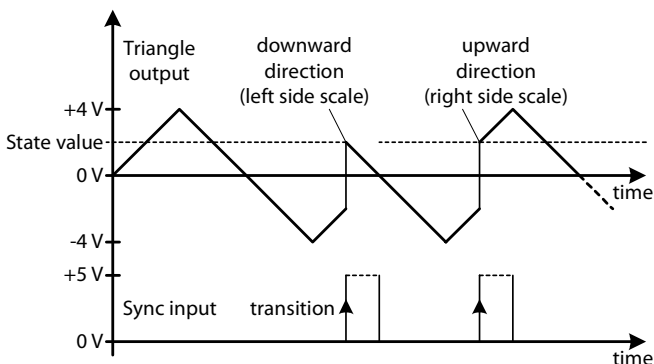 Triangle
output
downward
direction
(left side scale)
upward
direction
(right side scale)
+4 V
State value
0 V
time
-4 V
+5 V
Sync input
transition
0 V
time